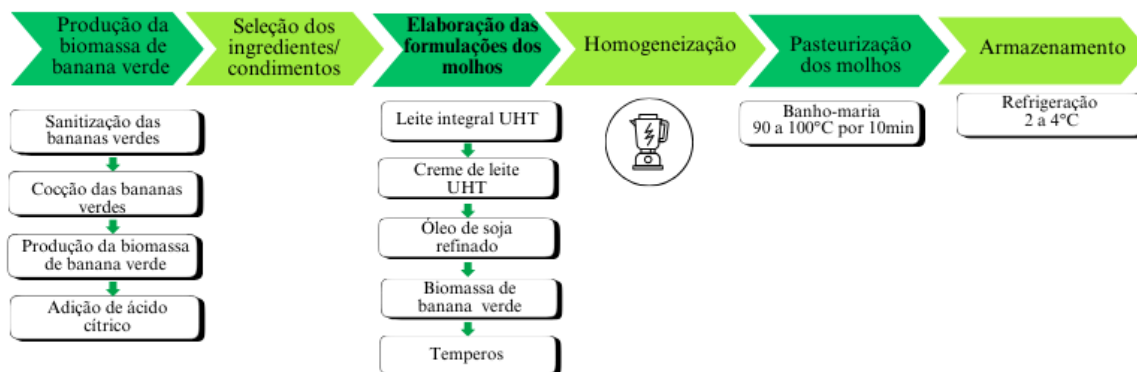 Produção da
biomassa de
banana verde
Seleção dos
ingredientes/
condimentos
Elaboração das
formulações dos
molhos
Homogeneização
Pasteurização
dos molhos
Armazenamento
Sanitização das
bananas verdes
Cocção das bananas
verdes
Produção da biomassa
de banana verde
Adição de ácido
cítrico
Leite integral UHT
Creme de leite
UHT
Óleo de soja
refinado
Biomassa de
banana verde
Temperos
Banho-maria
90 a 100°C por 10min
Refrigeração
2 a 4°C